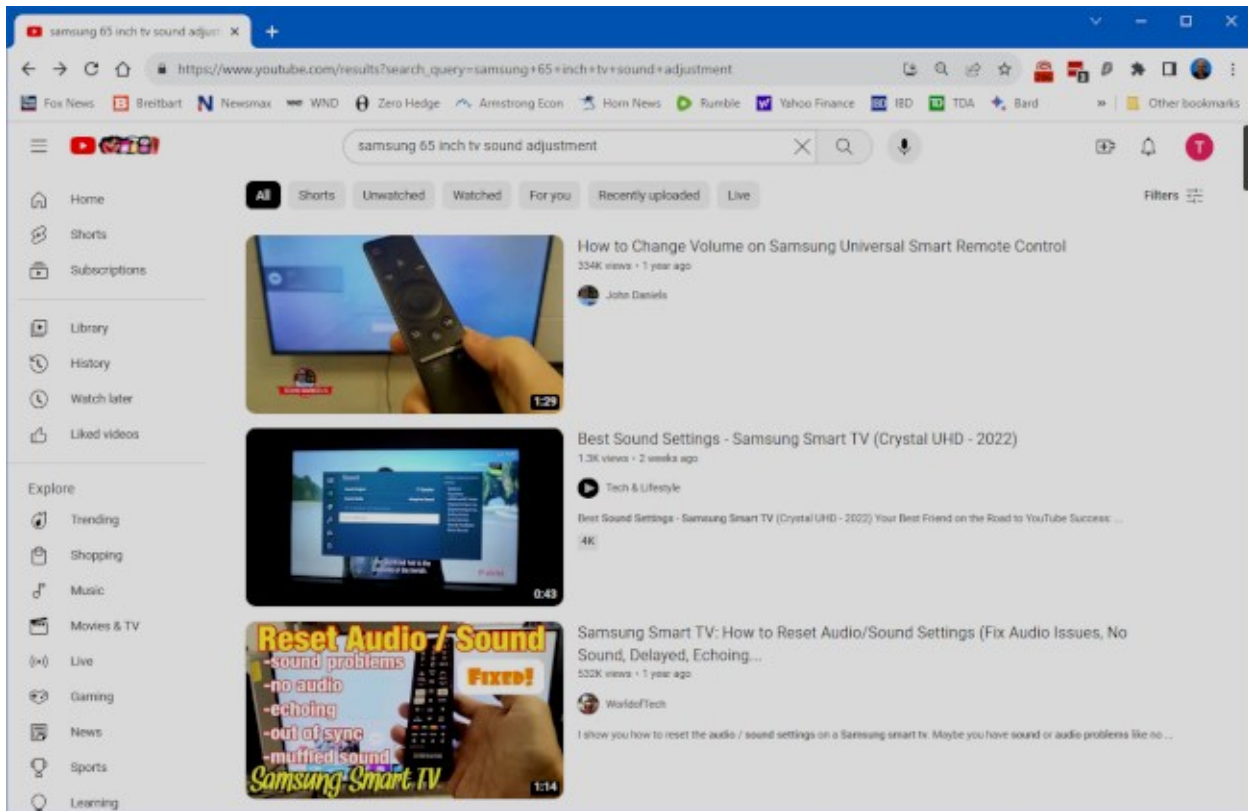 samsung 65 inch tv sound adjust
https://www.youtube.com/results?search_query=samsung+65+inch+tv+sound+adjustment
Fox News Breitbart Newsmax WND Zero Hedge Armstrong Econ Horn News Rumble Yahoo Finance IBD TDA Bard » Other bookmarks
samsung 65 inch tv sound adjustment
T
Home
Shorts
Subscriptions
Library
History
Watch later
Liked videos
Explore
Trending
Shopping
Music
Movies & TV
Live
Gaming
News
Sports
Learning
All Shorts Unwatched Watched For you Recently uploaded Live Filters
How to Change Volume on Samsung Universal Smart Remote Control
334K views • 1 year ago
John Daniels
1:29
Best Sound Settings - Samsung Smart TV (Crystal UHD - 2022)
1.3K views • 2 weeks ago
Tech & Lifestyle
Best Sound Settings - Samsung Smart TV (Crystal UHD - 2022) Your Best Friend on the Road to YouTube Success: ...
4K
Sound
0:43
Samsung Smart TV: How to Reset Audio/Sound Settings (Fix Audio Issues, No
Sound, Delayed, Echoing...
532K views • 1 year ago
WorldofTech
I show you how to reset the audio / sound settings on a Samsung smart tv. Maybe you have sound or audio problems like no ...
Reset Audio / Sound
-sound problems
-no audio
-echoing
-out of sync
-muffled sound
Fixed!
Samsung Smart TV
1:14